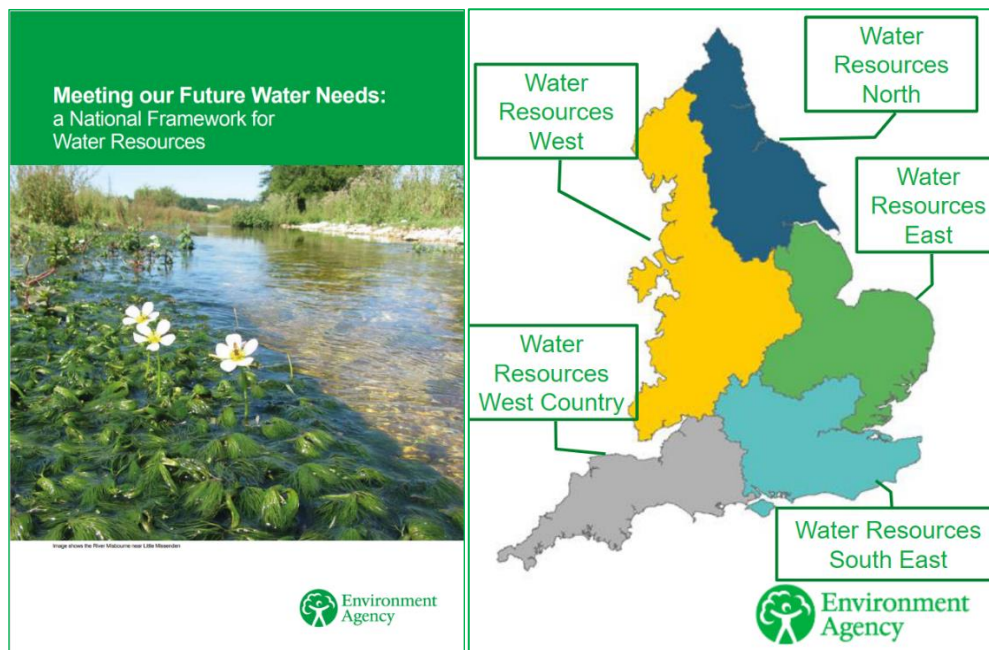 Meeting our Future Water Needs:
a National Framework for
Water Resources
Image shows the River Misbourne near Little Missenden
Environment
Agency
Water
Resources
North
Water
Resources
West
Water
Resources
East
Water
Resources
West Country
Water Resources
South East
Environment
Agency